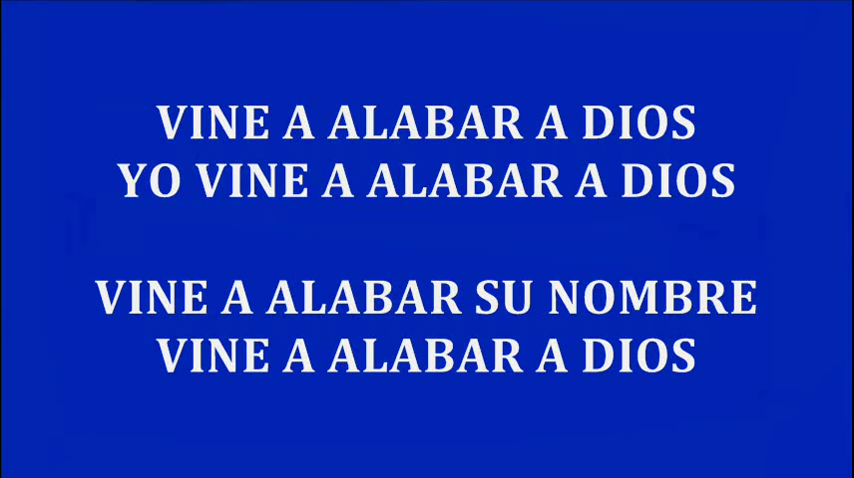 VINE A ALABAR A DIOS
YO VINE A ALABAR A DIOS
VINE A ALABAR SU NOMBRE
VINE A ALABAR A DIOS